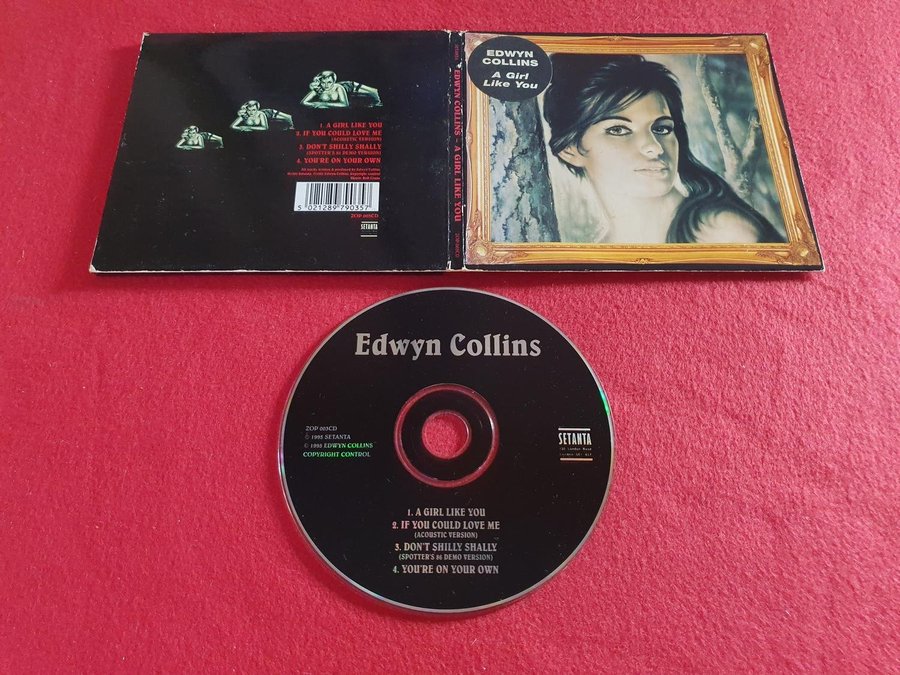 1. A GIRL LIKE YOU
2. IF YOU COULD LOVE ME
(ACOUSTIC VERSION)
3. DON'T SHILLY SHALLY
(SPOTTER'S 86 DEMO VERSION)
4. YOU'RE ON YOUR OWN
5 021289 790357
ZOP 003CD
SETANTA
EDWYN COLLINS - A GIRL LIKE YOU
ZOP 003CD
EDWYN
COLLINS
A Girl
Like You
Edwyn Collins
ZOP 003CD
℗ 1995 SETANTA
© 1995 EDWYN COLLINS
COPYRIGHT CONTROL
SETANTA
1. A GIRL LIKE YOU
2. IF YOU COULD LOVE ME
(ACOUSTIC VERSION)
3. DON'T SHILLY SHALLY
(SPOTTER'S 86 DEMO VERSION)
4. YOU'RE ON YOUR OWN